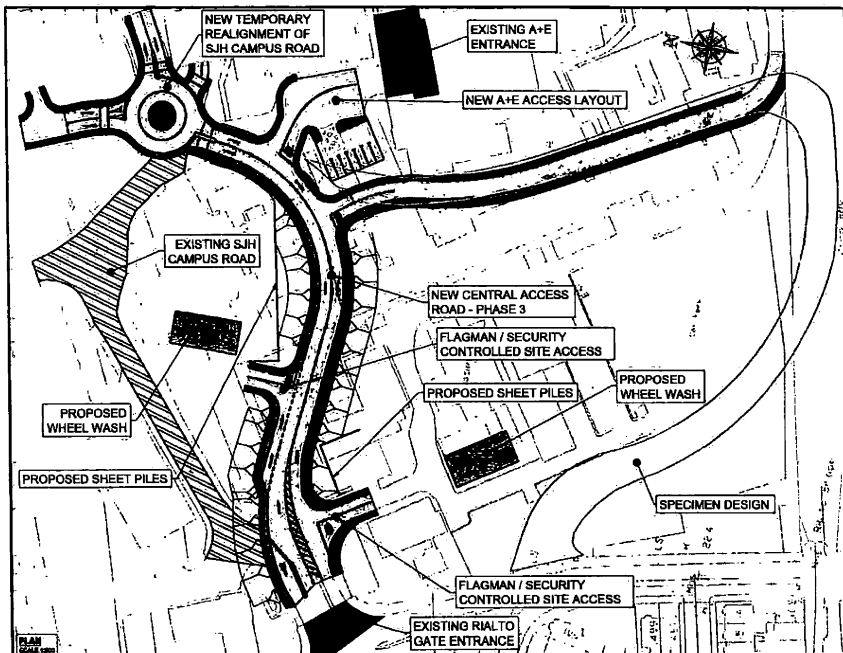 NEW TEMPORARY
REALIGNMENT OF
SJH CAMPUS ROAD
EXISTING A+E
ENTRANCE
NEW A+E ACCESS LAYOUT
EXISTING SJH
CAMPUS ROAD
NEW CENTRAL ACCESS
ROAD - PHASE 3
FLAGMAN / SECURITY
CONTROLLED SITE ACCESS
PROPOSED SHEET PILES
PROPOSED
WHEEL WASH
PROPOSED
WHEEL WASH
PROPOSED SHEET PILES
SPECIMEN DESIGN
FLAGMAN / SECURITY
CONTROLLED SITE ACCESS
EXISTING RIALTO
GATE ENTRANCE
PLAN